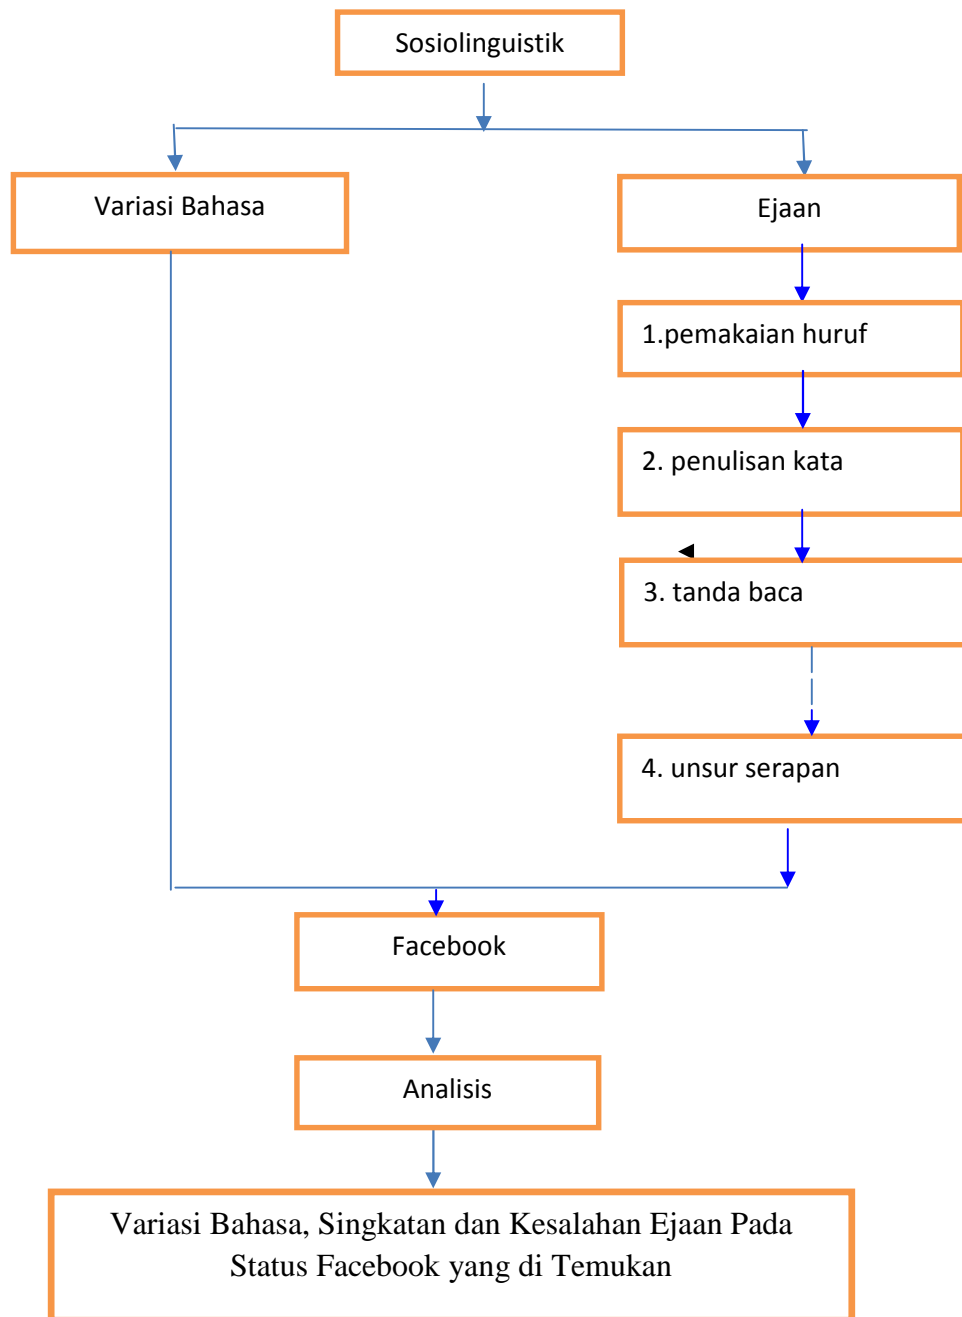 Sosiolinguistik
Variasi Bahasa
Ejaan
1.pemakaian huruf
2. penulisan kata
3. tanda baca
4. unsur serapan
Facebook
Analisis
Variasi Bahasa, Singkatan dan Kesalahan Ejaan Pada
Status Facebook yang di Temukan